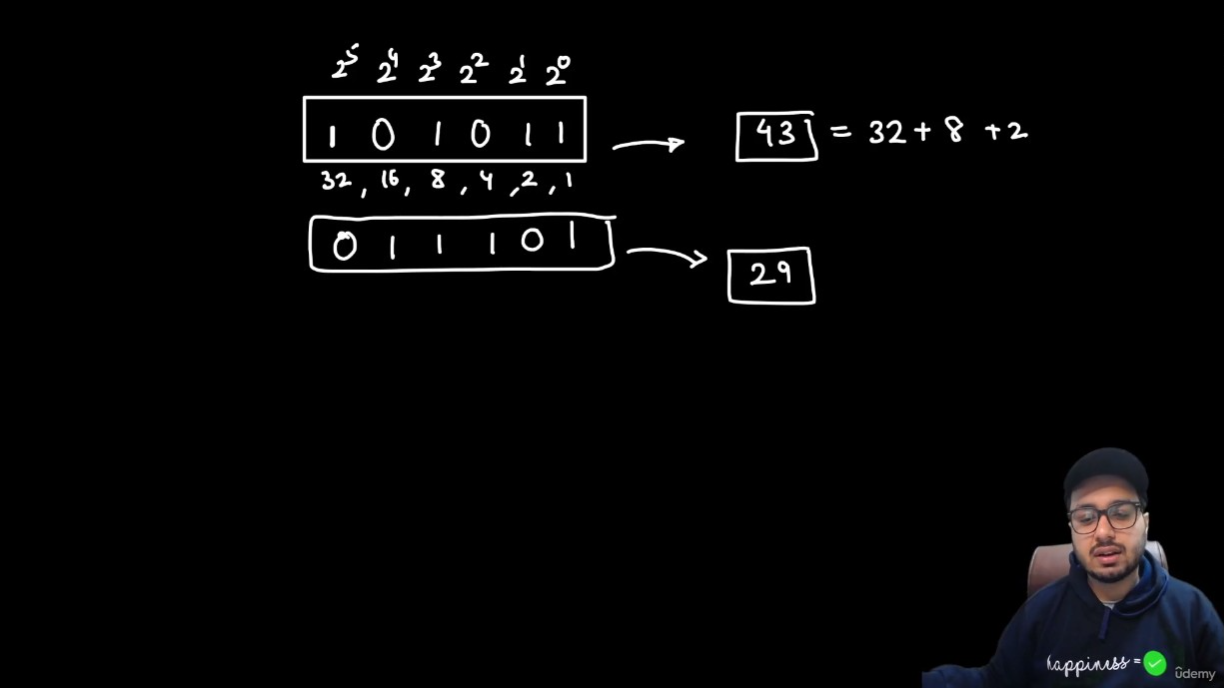 2⁵ 2⁴ 2³ 2² 2¹ 2⁰
1 0 1 0 1 1 → 43 = 32 + 8 + 2
32, 16, 8, 4, 2, 1
0 1 1 1 0 1 → 29
happiness =
ûdemy